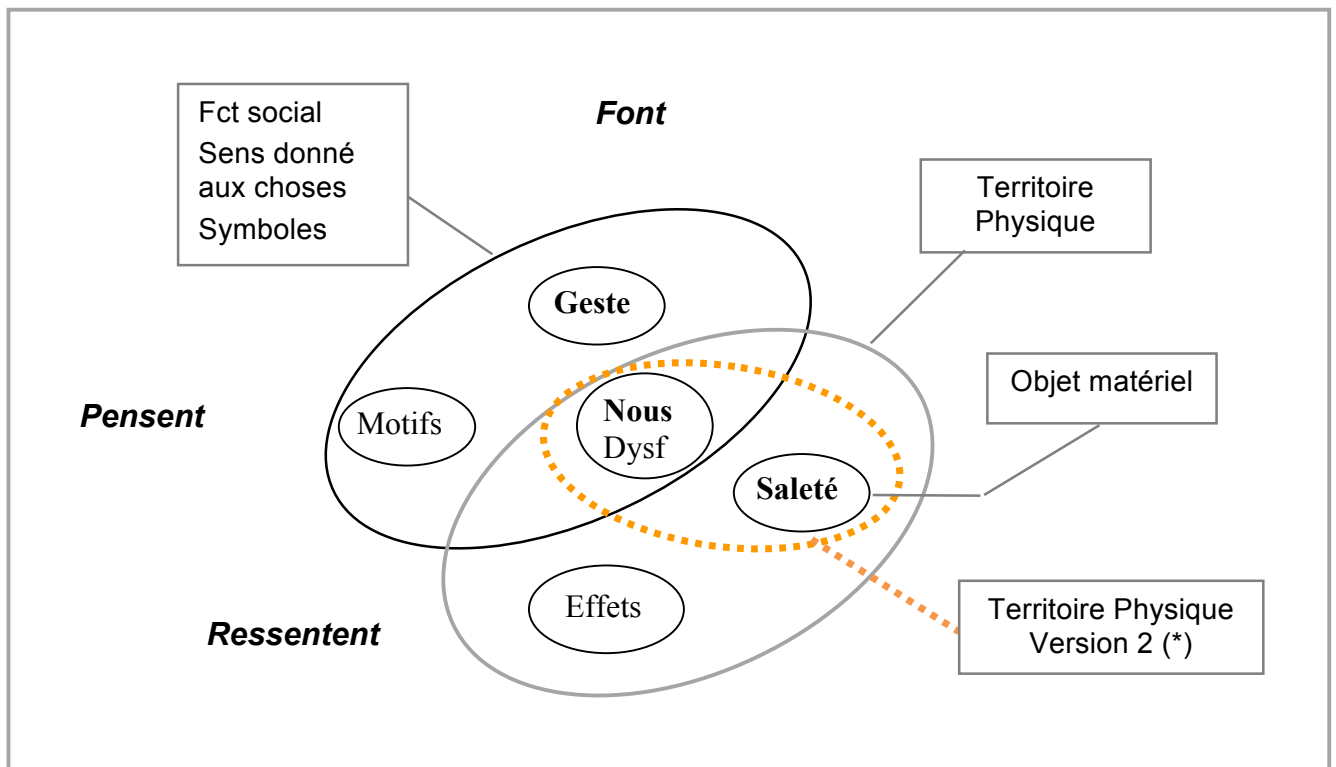 Fct social
Sens donné
aux choses
Symboles
Font
Territoire
Physique
Geste
Objet matériel
Pensent
Motifs
Nous
Dysf
Saleté
Effets
Ressentent
Territoire Physique
Version 2 (*)